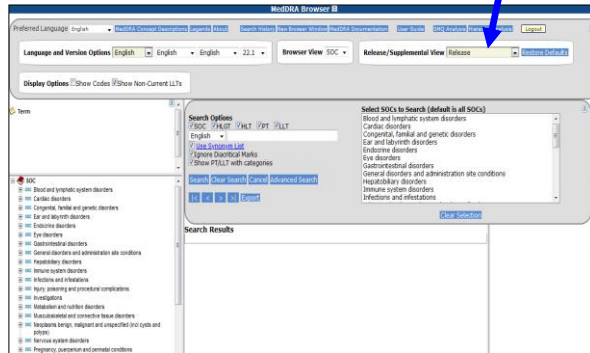 MedDRA Browser
Preferred Language English MedDRA Concept Descriptions Legends About Search History New Browser Window MedDRA Documentation User Guide SMQ Analysis Logout
Language and Version Options English English English 22.1 Browser View SOC Release/Supplemental View Release Restore Defaults
Display Options Show Codes Show Non-Current LLTs
Term
Search Options
SOC HLGT HLT PT LLT
English
Use Synonym List
Ignore Diacritical Marks
Show PT/LLT with categories
Search Clear Search Cancel Advanced Search
|< < > >| Export
Select SOCs to Search (default is all SOCs)
Blood and lymphatic system disorders
Cardiac disorders
Congenital, familial and genetic disorders
Ear and labyrinth disorders
Endocrine disorders
Eye disorders
Gastrointestinal disorders
General disorders and administration site conditions
Hepatobiliary disorders
Immune system disorders
Infections and infestations
Clear Selection
Search Results
SOC
Blood and lymphatic system disorders
Cardiac disorders
Congenital, familial and genetic disorders
Ear and labyrinth disorders
Endocrine disorders
Eye disorders
Gastrointestinal disorders
General disorders and administration site conditions
Hepatobiliary disorders
Immune system disorders
Infections and infestations
Injury, poisoning and procedural complications
Investigations
Metabolism and nutrition disorders
Musculoskeletal and connective tissue disorders
Neoplasms benign, malignant and unspecified (incl cysts and
polyps)
Nervous system disorders
Pregnancy, puerperium and perinatal conditions